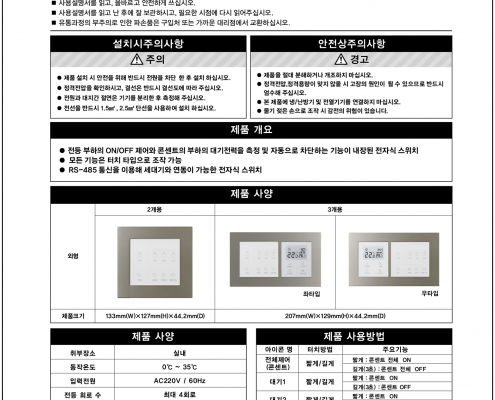 ■ 사용설명서를 읽고, 올바르고 안전하게 쓰십시오.
■ 사용설명서를 읽고 난 후에 잘 보관하시고, 필요한 시점에 다시 읽어주십시오.
■ 유통과정의 부주의로 인한 파손품은 구입처 또는 가까운 대리점에서 교환하십시오.
설치시주의사항
⚠ 주의
● 제품 설치 시 안전을 위해 반드시 전원을 차단 한 후 설치 하십시오.
● 정격전압을 확인하시고, 결선은 반드시 결선도에 따라 주십시오.
● 전원과 대지간 절연은 기기를 분리한 후 측정해 주십시오.
● 전선은 반드시 1.5㎟, 2.5㎟ 단선을 사용하여 설치 하십시오.
안전상주의사항
⚠ 경고
● 제품을 절대 분해하거나 개조하지 마십시오.
● 정격전압,정격용량이 맞지 않을 시 고장의 원인이 될 수 있으므로 반드시
엄수해 주십시오.
● 본 제품에 냉/난방기 및 전열기기를 연결하지 마십시오.
● 물기 젖은 손으로 조작 시 감전의 위험이 있습니다.
제품 개요
● 전등 부하의 ON/OFF 제어와 콘센트의 부하의 대기전력을 측정 및 자동으로 차단하는 기능이 내장된 전자식 스위치
● 모든 기능은 터치 타입으로 조작 가능
● RS-485 통신을 이용해 세대기와 연동이 가능한 전자식 스위치
제품 사양
2개용 3개용
외형
좌타입 우타입
제품크기 133mm(W)×127mm(H)×44.2mm(D) 207mm(W)×129mm(H)×44.2mm(D)
제품 사양
취부장소 실내
동작온도 0℃ ~ 35℃
입력전원 AC220V / 60Hz
전등 회로 수 최대 4회로
제품 사용방법
아이콘 명 터치방법 주요기능
전체제어
(콘센트)
짧게/길게
짧게 : 콘센트 전체 ON
길게(3초) : 콘센트 전체 OFF
대기1 짧게/길게
짧게 : 콘센트 ON
길게(3초) : 콘센트 OFF
짧게 : 콘센트 ON